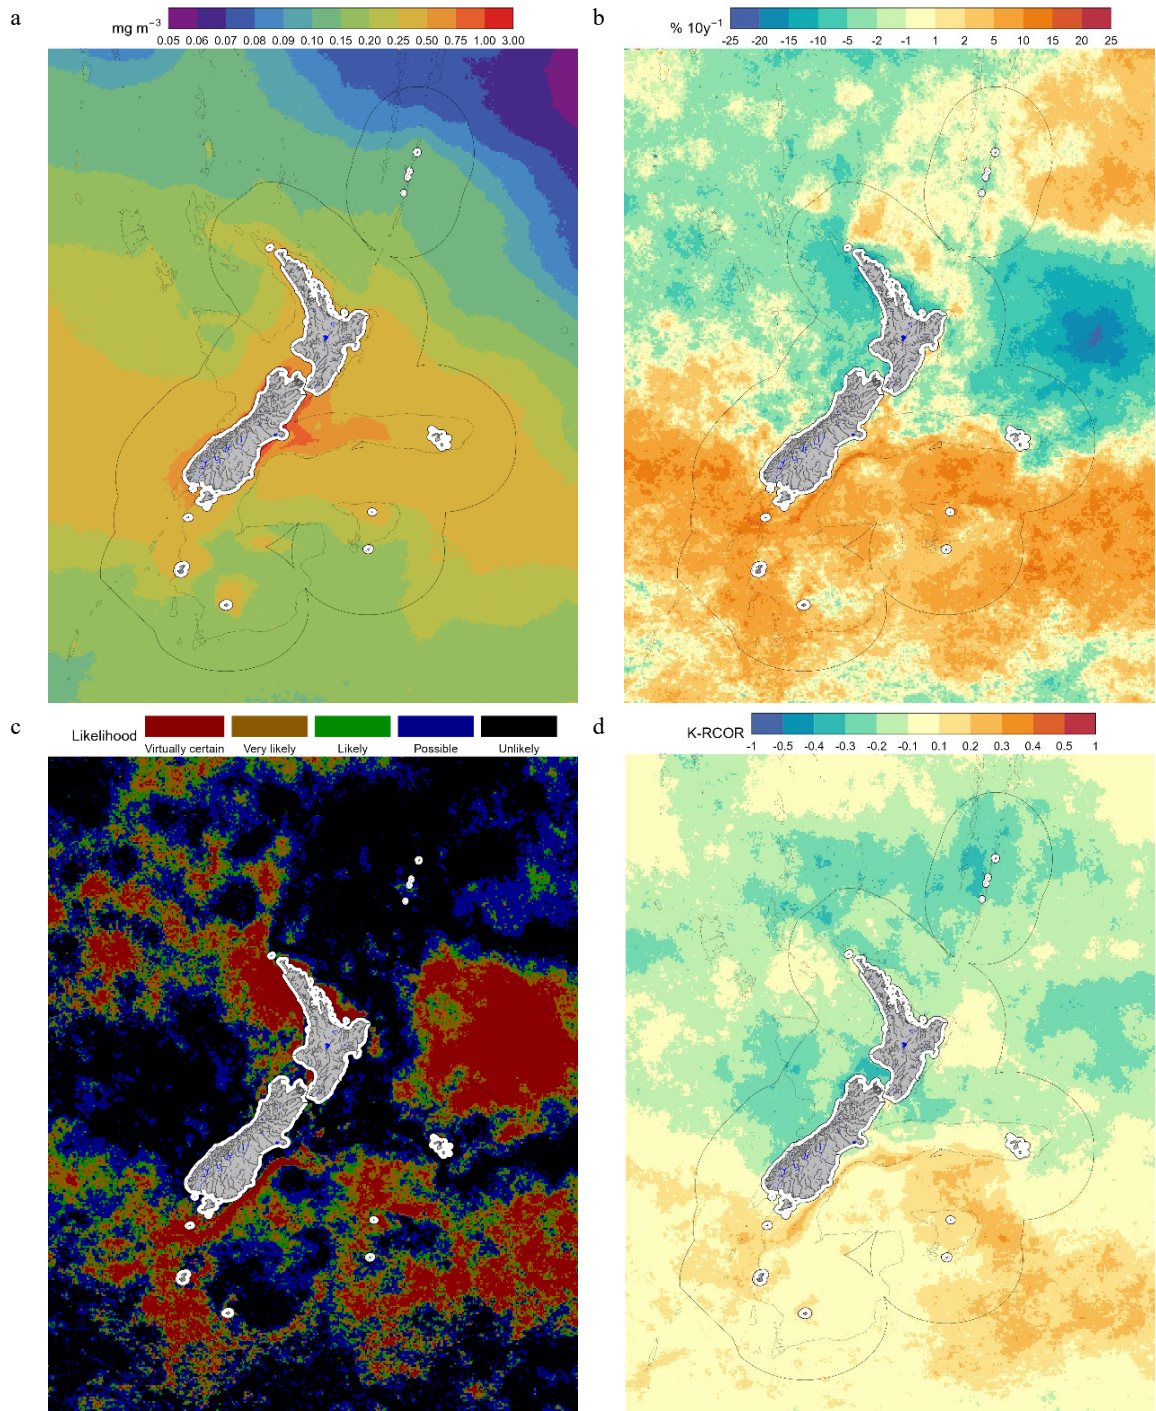 a
mg m⁻³
0.05 0.06 0.07 0.08 0.09 0.10 0.15 0.20 0.25 0.50 0.75 1.00 3.00
b
% 10y⁻¹
-25 -20 -15 -10 -5 -2 -1 1 2 5 10 15 20 25
c
Likelihood
Virtually certain Very likely Likely Possible Unlikely
d
K-RCOR
-1 -0.5 -0.4 -0.3 -0.2 -0.1 0.1 0.2 0.3 0.4 0.5 1